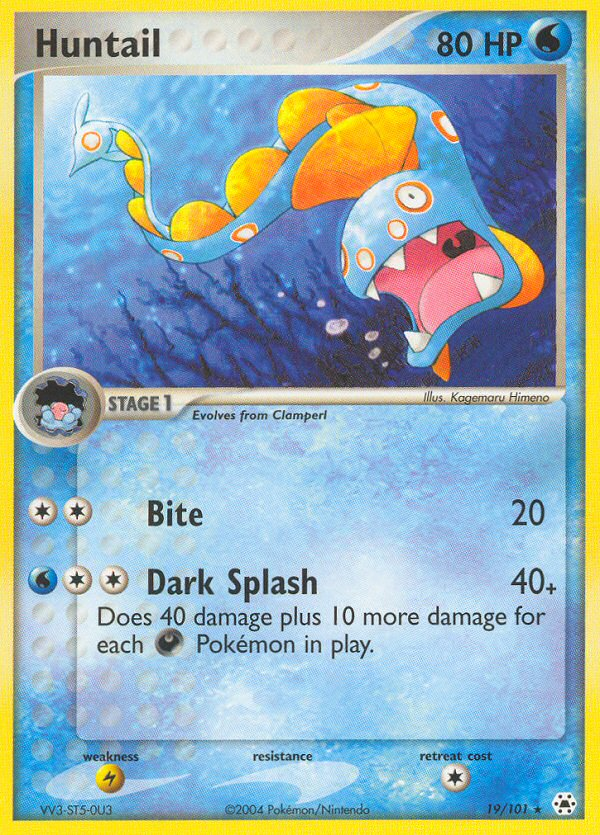 Huntail 80 HP
Illus. Kagemaru Himeno
STAGE 1
Evolves from Clamperl
Bite 20
Dark Splash 40+
Does 40 damage plus 10 more damage for
each Pokémon in play.
weakness resistance retreat cost
VV3-ST5-0U3 ©2004 Pokémon/Nintendo 19/101 ★